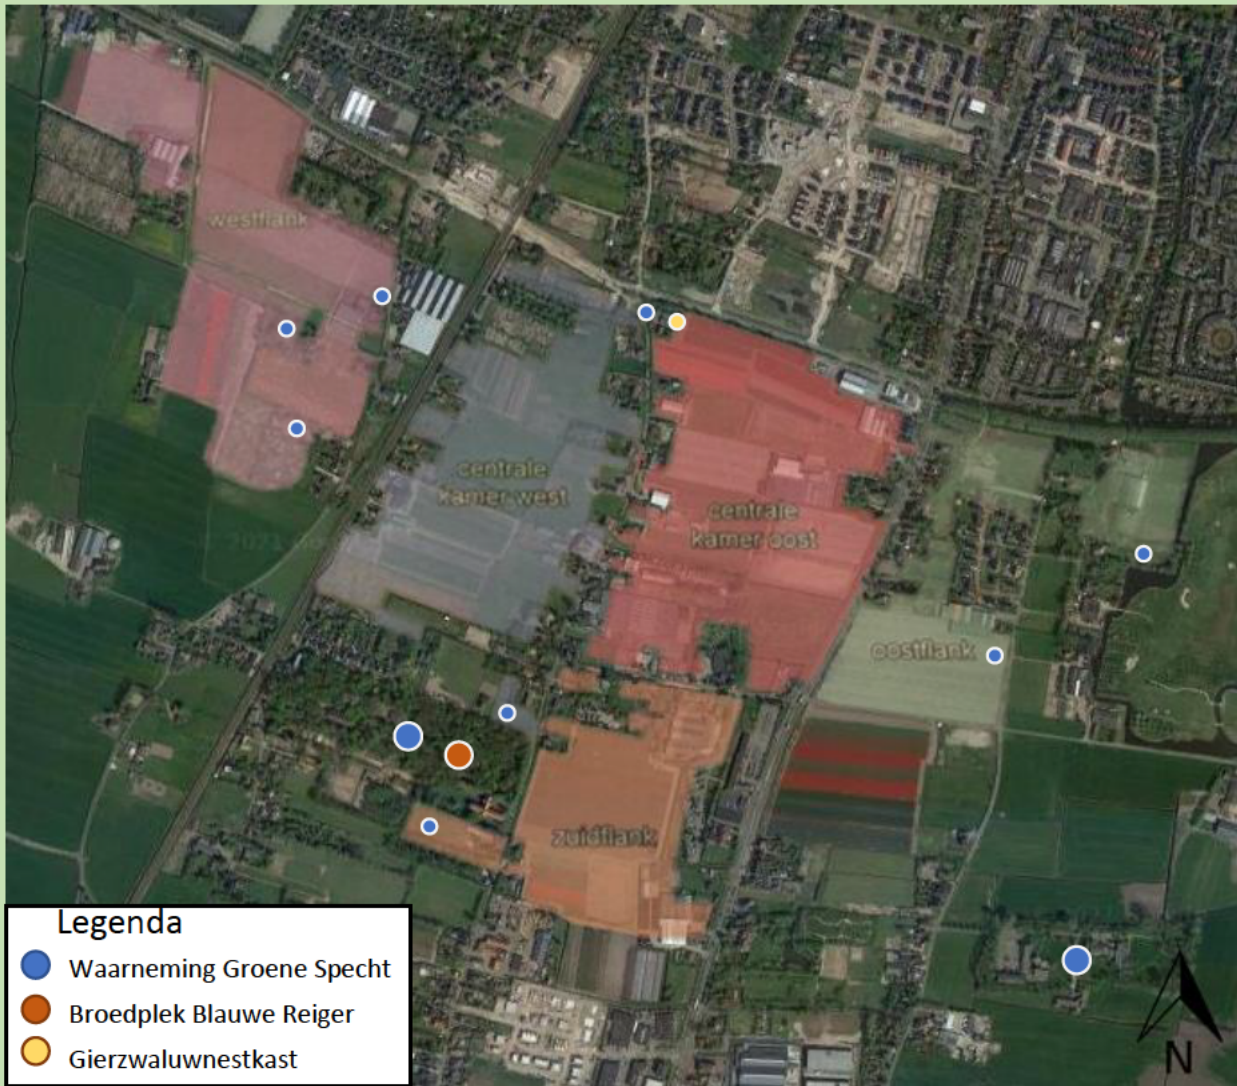 westflank
centrale
kamer west
centrale
kamer oost
oostflank
zuidflank
Legenda
Waarneming Groene Specht
Broedplek Blauwe Reiger
Gierzwaluwnestkast
N